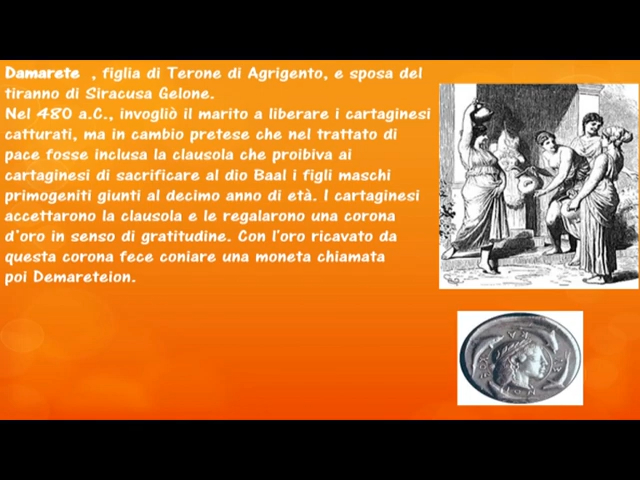 Damarete , figlia di Terone di Agrigento, e sposa del
tiranno di Siracusa Gelone.
Nel 480 a.C., invogliò il marito a liberare i cartaginesi
catturati, ma in cambio pretese che nel trattato di
pace fosse inclusa la clausola che proibiva ai
cartaginesi di sacrificare al dio Baal i figli maschi
primogeniti giunti al decimo anno di età. I cartaginesi
accettarono la clausola e le regalarono una corona
d'oro in senso di gratitudine. Con l'oro ricavato da
questa corona fece coniare una moneta chiamata
poi Demareteion.